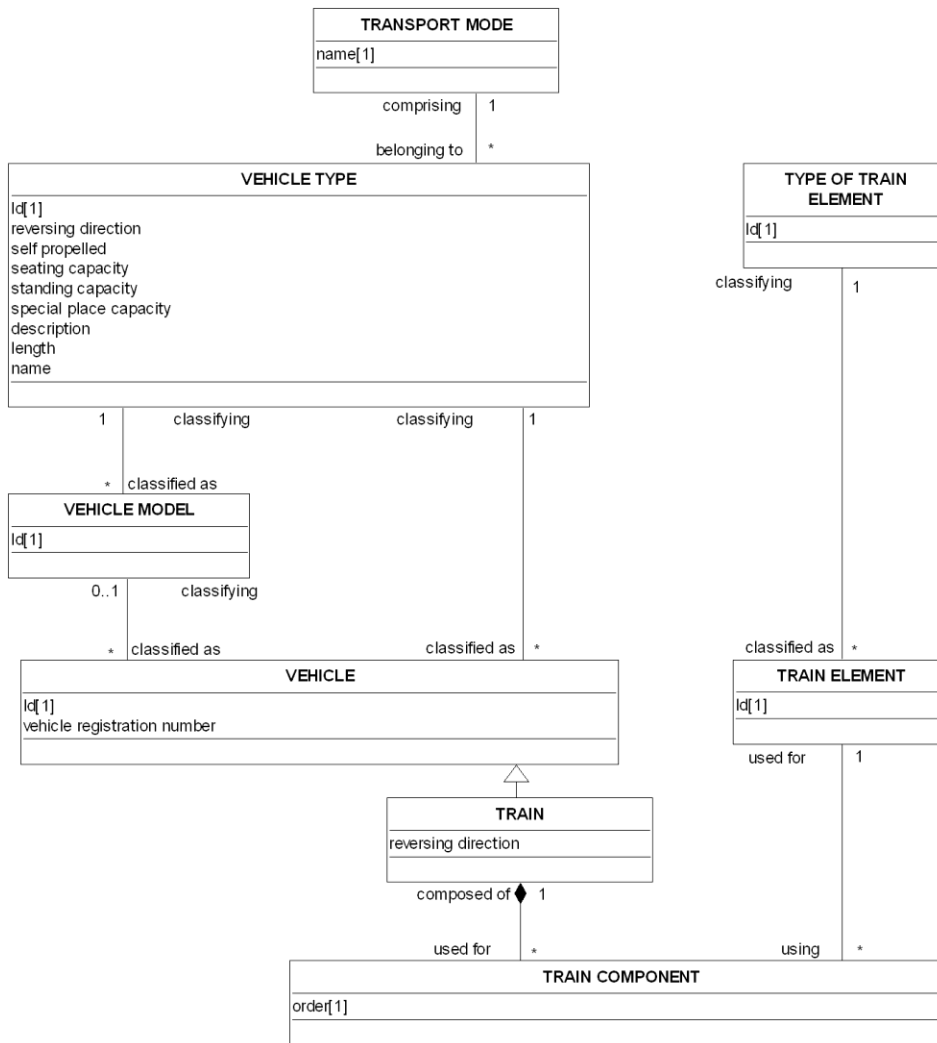 TRANSPORT MODE
name[1]
comprising 1
belonging to *
VEHICLE TYPE
Id[1]
reversing direction
self propelled
seating capacity
standing capacity
special place capacity
description
length
name
TYPE OF TRAIN
ELEMENT
Id[1]
classifying 1
1 classifying classifying 1
* classified as
VEHICLE MODEL
Id[1]
0..1 classifying
* classified as classified as *
classified as *
VEHICLE
Id[1]
vehicle registration number
TRAIN ELEMENT
Id[1]
used for 1
TRAIN
reversing direction
composed of 1
used for * using *
TRAIN COMPONENT
order[1]